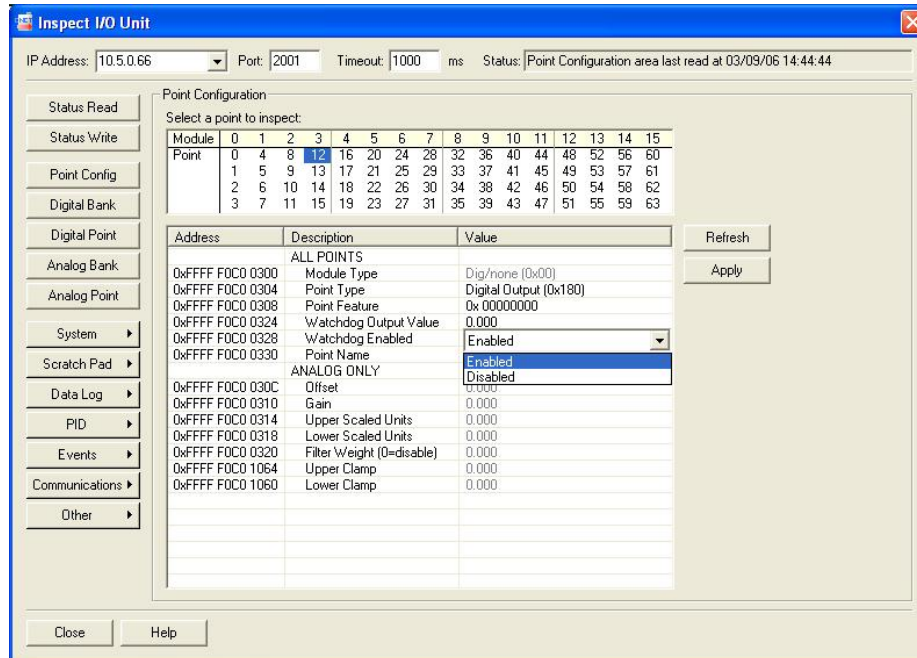 Inspect I/O Unit
IP Address: 10.5.0.66 Port: 2001 Timeout: 1000 ms Status: Point Configuration area last read at 03/09/06 14:44:44
Status Read
Status Write
Point Config
Digital Bank
Digital Point
Analog Bank
Analog Point
System
Scratch Pad
Data Log
PID
Events
Communications
Other
Point Configuration
Select a point to inspect:
Module 0 1 2 3 4 5 6 7 8 9 10 11 12 13 14 15
Point 0 4 8 12 16 20 24 28 32 36 40 44 48 52 56 60
1 5 9 13 17 21 25 29 33 37 41 45 49 53 57 61
2 6 10 14 18 22 26 30 34 38 42 46 50 54 58 62
3 7 11 15 19 23 27 31 35 39 43 47 51 55 59 63
Address Description Value
ALL POINTS
0xFFFF F0C0 0300 Module Type Dig/none (0x00)
0xFFFF F0C0 0304 Point Type Digital Output (0x180)
0xFFFF F0C0 0308 Point Feature 0x 00000000
0xFFFF F0C0 0324 Watchdog Output Value 0.000
0xFFFF F0C0 0328 Watchdog Enabled Enabled
0xFFFF F0C0 0330 Point Name Enabled
ANALOG ONLY Disabled
0xFFFF F0C0 030C Offset 0.000
0xFFFF F0C0 0310 Gain 0.000
0xFFFF F0C0 0314 Upper Scaled Units 0.000
0xFFFF F0C0 0318 Lower Scaled Units 0.000
0xFFFF F0C0 0320 Filter Weight (0=disable) 0.000
0xFFFF F0C0 1064 Upper Clamp 0.000
0xFFFF F0C0 1060 Lower Clamp 0.000
Refresh
Apply
Close Help